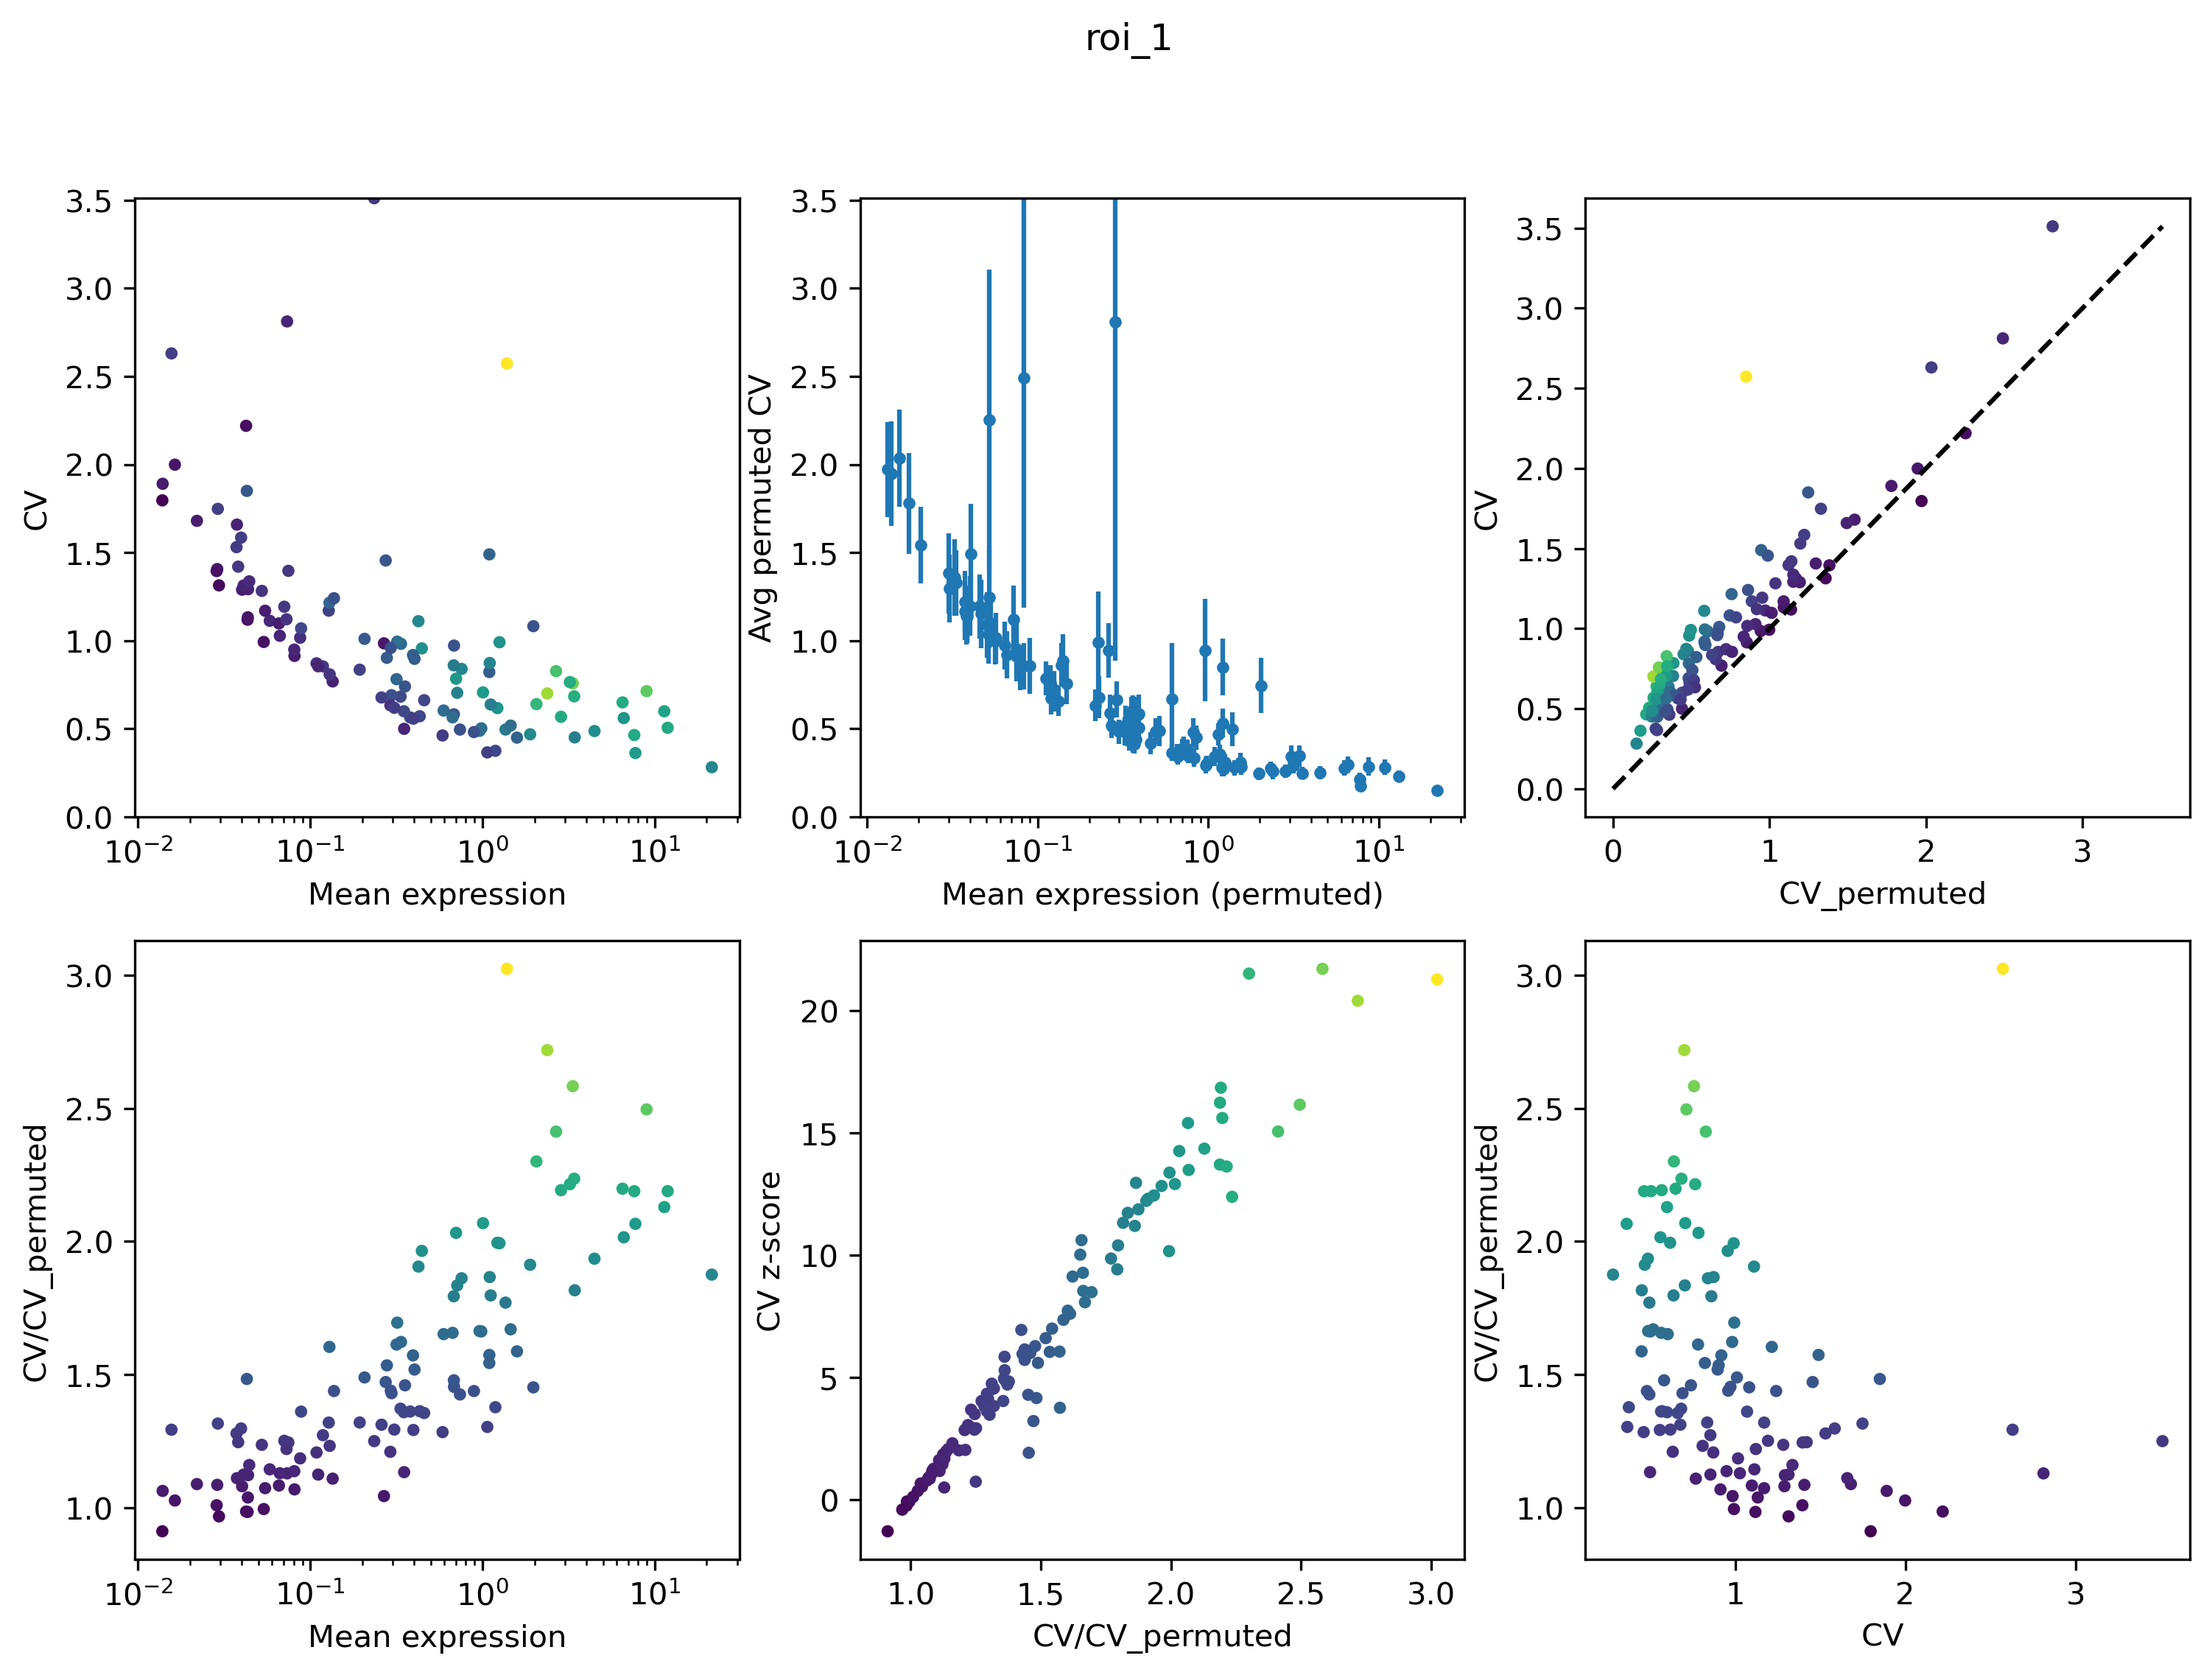 roi_1
3.5
3.0
2.5
2.0
1.5
1.0
0.5
0.0
CV
10⁻² 10⁻¹ 10⁰ 10¹
Mean expression
3.5
3.0
2.5
2.0
1.5
1.0
0.5
0.0
Avg permuted CV
10⁻² 10⁻¹ 10⁰ 10¹
Mean expression (permuted)
3.5
3.0
2.5
2.0
1.5
1.0
0.5
0.0
CV
0 1 2 3
CV_permuted
3.0
2.5
2.0
1.5
1.0
CV/CV_permuted
10⁻² 10⁻¹ 10⁰ 10¹
Mean expression
20
15
10
5
0
CV z-score
1.0 1.5 2.0 2.5 3.0
CV/CV_permuted
3.0
2.5
2.0
1.5
1.0
CV/CV_permuted
1 2 3
CV